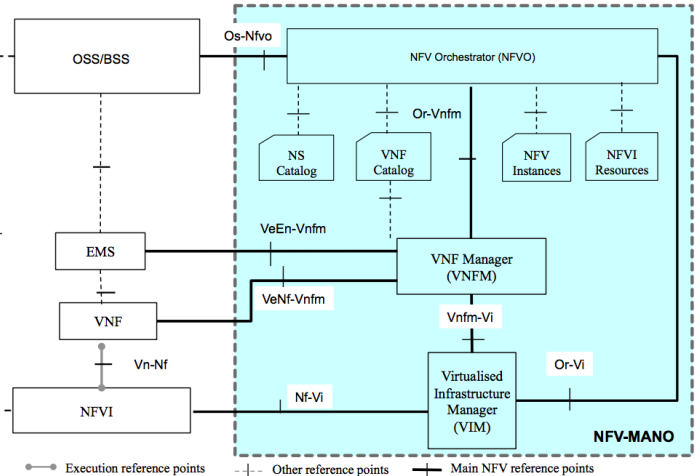 Os-Nfvo
OSS/BSS
NFV Orchestrator (NFVO)
Or-Vnfm
NS
Catalog
VNF
Catalog
NFV
Instances
NFVI
Resources
VeEn-Vnfm
EMS
VNF Manager
(VNFM)
VeNf-Vnfm
VNF
Vnfm-Vi
Vn-Nf
Virtualised
Infrastructure
Manager
(VIM)
Or-Vi
Nf-Vi
NFVI
NFV-MANO
Execution reference points
Other reference points
Main NFV reference points